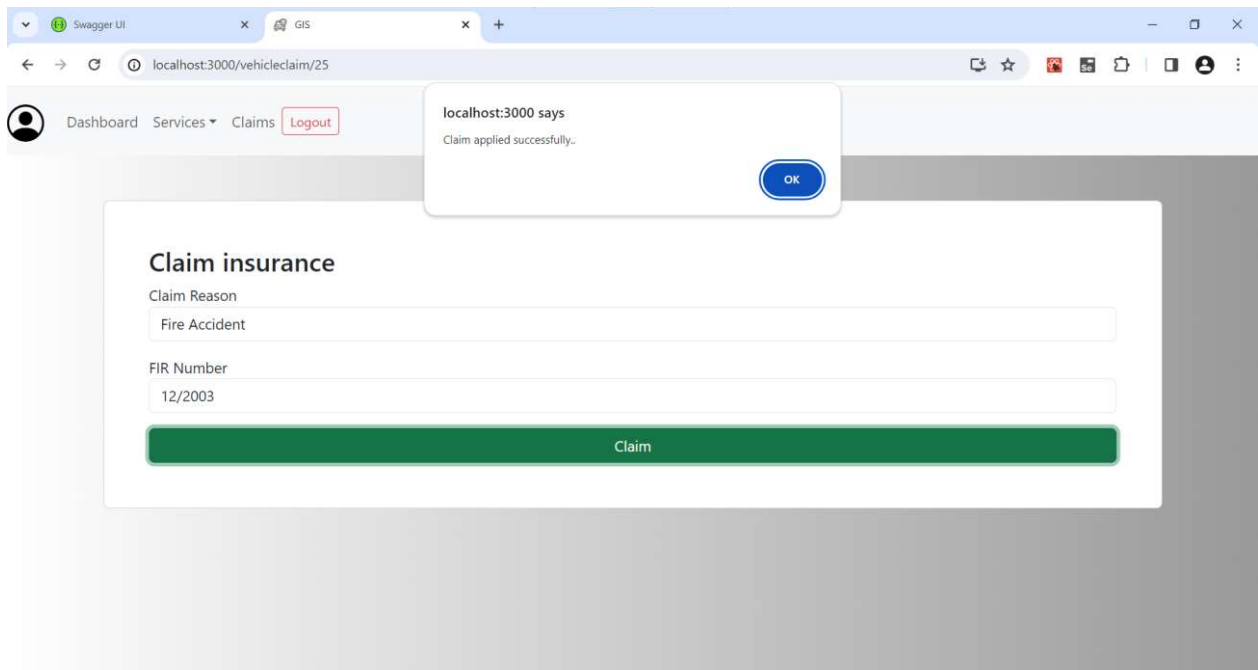 Swagger UI
GIS
localhost:3000/vehicleclaim/25
Dashboard Services Claims Logout
localhost:3000 says
Claim applied successfully..
OK
Claim insurance
Claim Reason
Fire Accident
FIR Number
12/2003
Claim